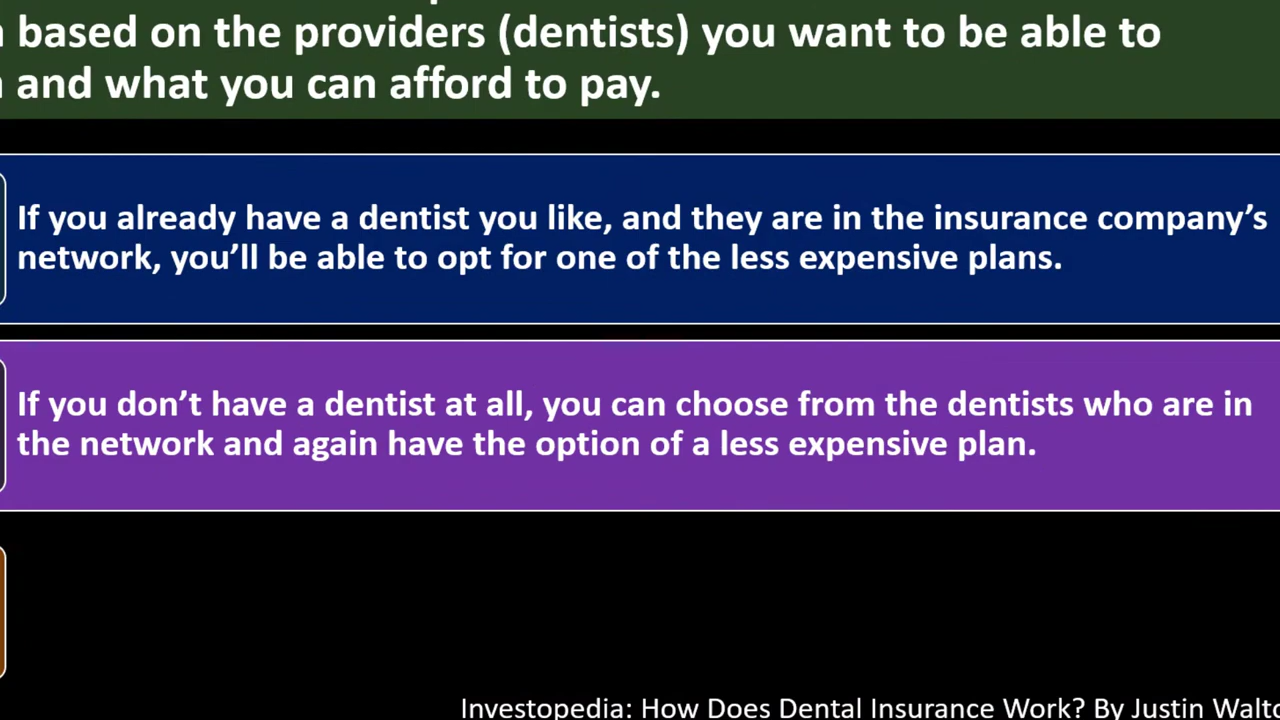 based on the providers (dentists) you want to be able to
and what you can afford to pay.
If you already have a dentist you like, and they are in the insurance company’s
network, you’ll be able to opt for one of the less expensive plans.
If you don’t have a dentist at all, you can choose from the dentists who are in
the network and again have the option of a less expensive plan.
Investopedia: How Does Dental Insurance Work? By Justin